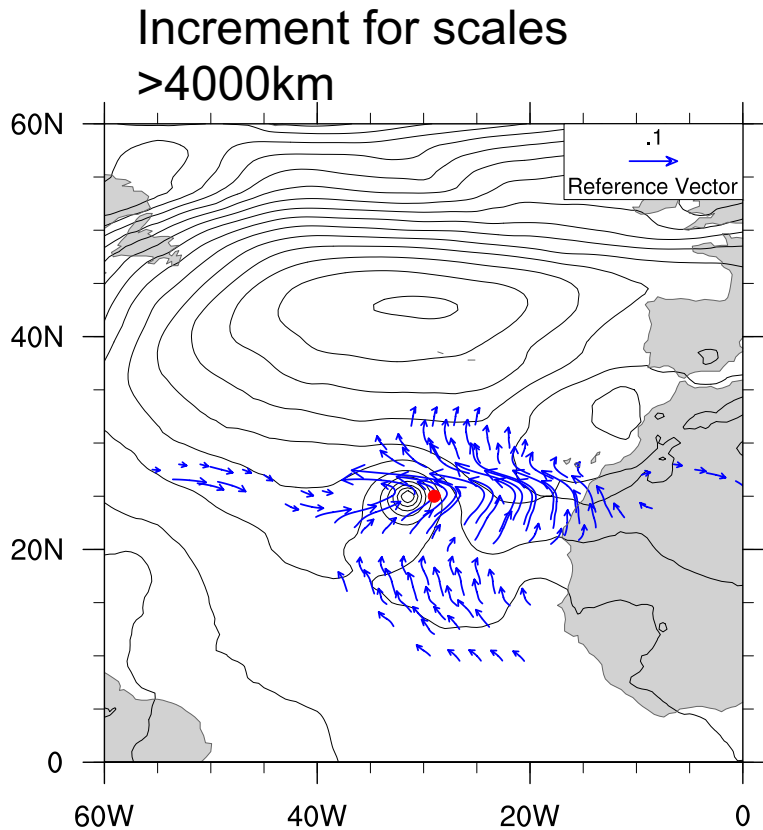 Increment for scales
>4000km
60N
.1
Reference Vector
40N
20N
0
60W
40W
20W
0